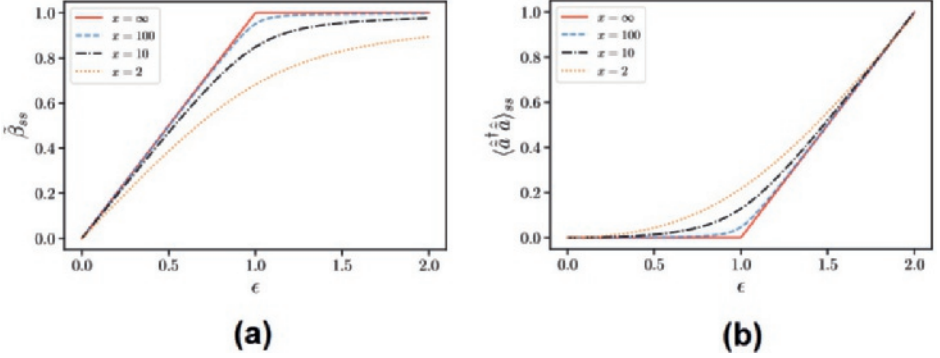 x = ∞
x = 100
x = 10
x = 2
1.0
0.8
0.6
0.4
0.2
0.0
β̃ss
0.0 0.5 1.0 1.5 2.0
ϵ
(a)
x = ∞
x = 100
x = 10
x − 2
1.0
0.8
0.6
0.4
0.2
0.0
⟨ã̂†ã̂⟩ss
0.0 0.5 1.0 1.5 2.0
ϵ
(b)